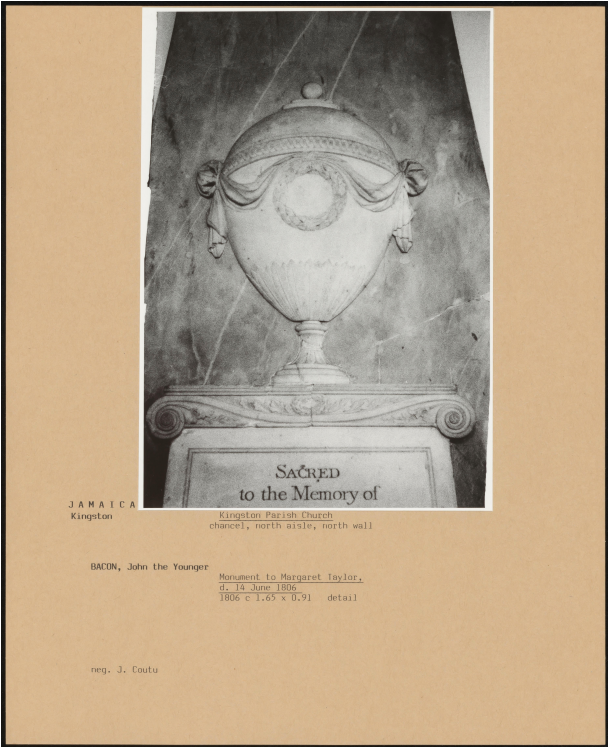 SACRED
to the Memory of
JAMAICA
Kingston
Kingston Parish Church
chancel, north aisle, north wall
BACON, John the Younger
Monument to Margaret Taylor,
d. 14 June 1806
1806 c 1.65 x 0.91 detail
neg. J. Coutu